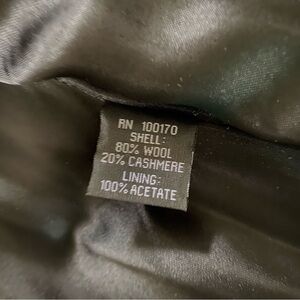 RN 100170
SHELL:
80% WOOL
20% CASHMERE
LINING:
100% ACETATE